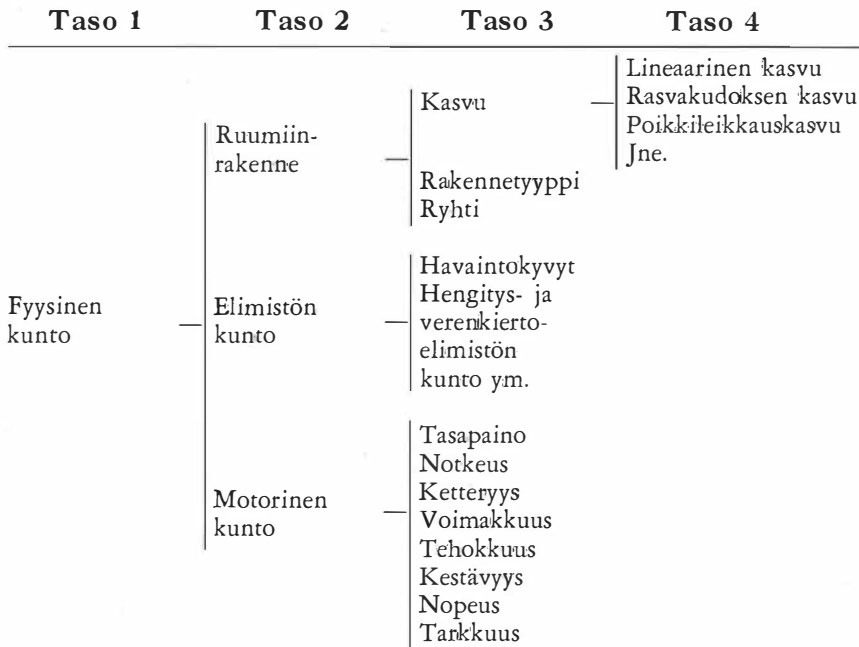 Taso 1 Taso 2 Taso 3 Taso 4
Fyysinen
kunto
Ruumiin-
rakenne
Kasvu
Lineaarinen kasvu
Rasvakudoksen kasvu
Poikkileikkauskasvu
Jne.
Rakennetyyppi
Ryhti
Elimistön
kunto
Havaintokyvyt
Hengitys- ja
verenkierto-
elimistön
kunto ym.
Motorinen
kunto
Tasapaino
Notkeus
Ketteryys
Voimakkuus
Tehokkuus
Kestävyys
Nopeus
Tarkkuus